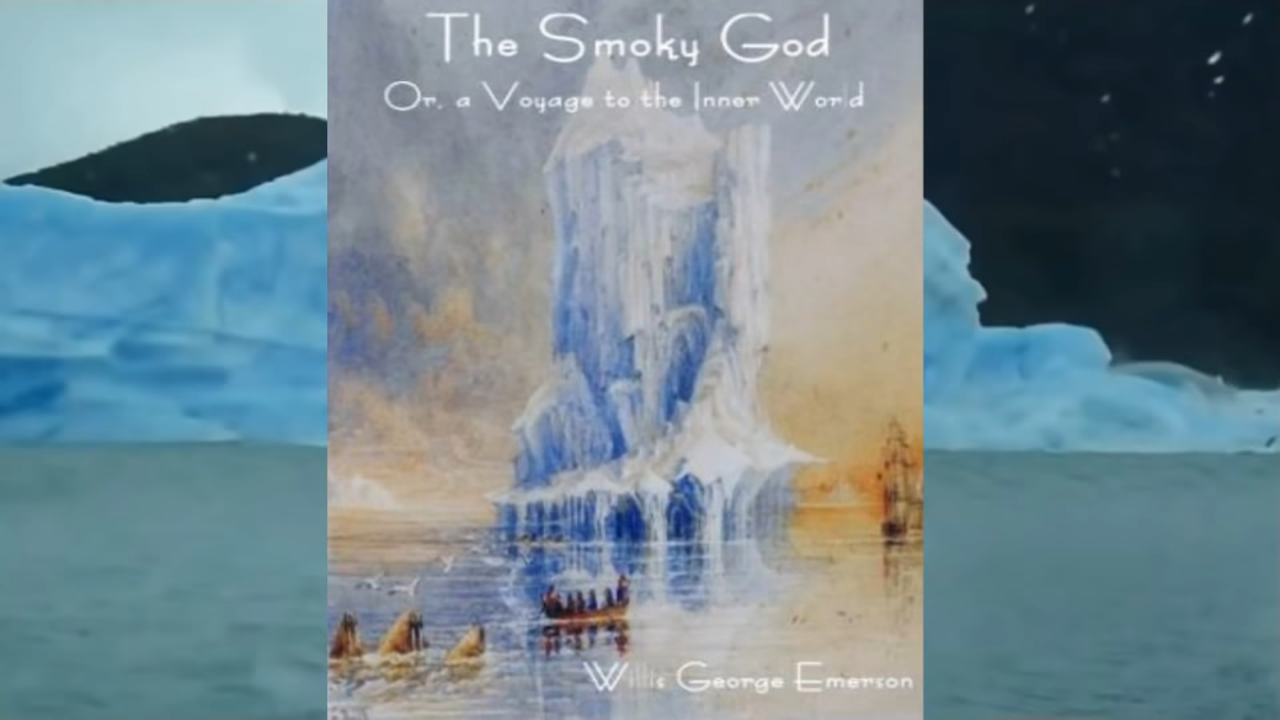 The Smoky God
Or, a Voyage to the Inner World
Willis George Emerson